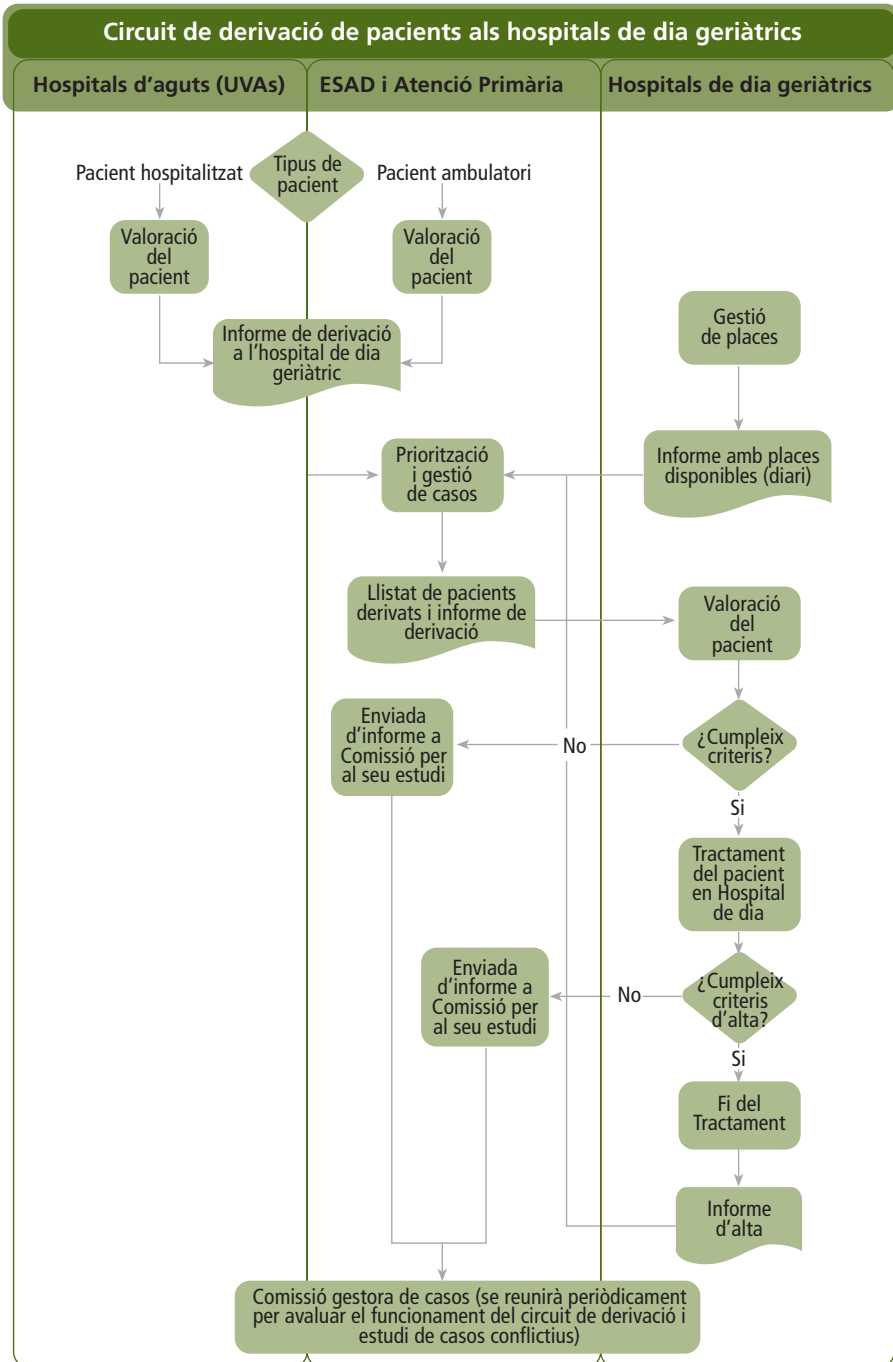 Circuit de derivació de pacients als hospitals de dia geriàtrics
Hospitals d'aguts (UVAs)
ESAD i Atenció Primària
Hospitals de dia geriàtrics
Tipus de
pacient
Pacient hospitalitzat
Pacient ambulatori
Valoració
del
pacient
Valoració
del
pacient
Informe de derivació
a l'hospital de dia
geriàtric
Gestió
de places
Informe amb places
disponibles (diari)
Priorització
i gestió
de casos
Llistat de pacients
derivats i informe de
derivació
Valoració
del
pacient
¿Cumpleix
criteris?
No
Enviada
d'informe a
Comissió per
al seu estudi
Si
Tractament
del pacient
en Hospital
de dia
¿Cumpleix
criteris
d'alta?
No
Enviada
d'informe a
Comissió per
al seu estudi
Si
Fi del
Tractament
Informe
d'alta
Comissió gestora de casos (se reunirà periòdicament
per avaluar el funcionament del circuit de derivació i
estudi de casos conflictius)